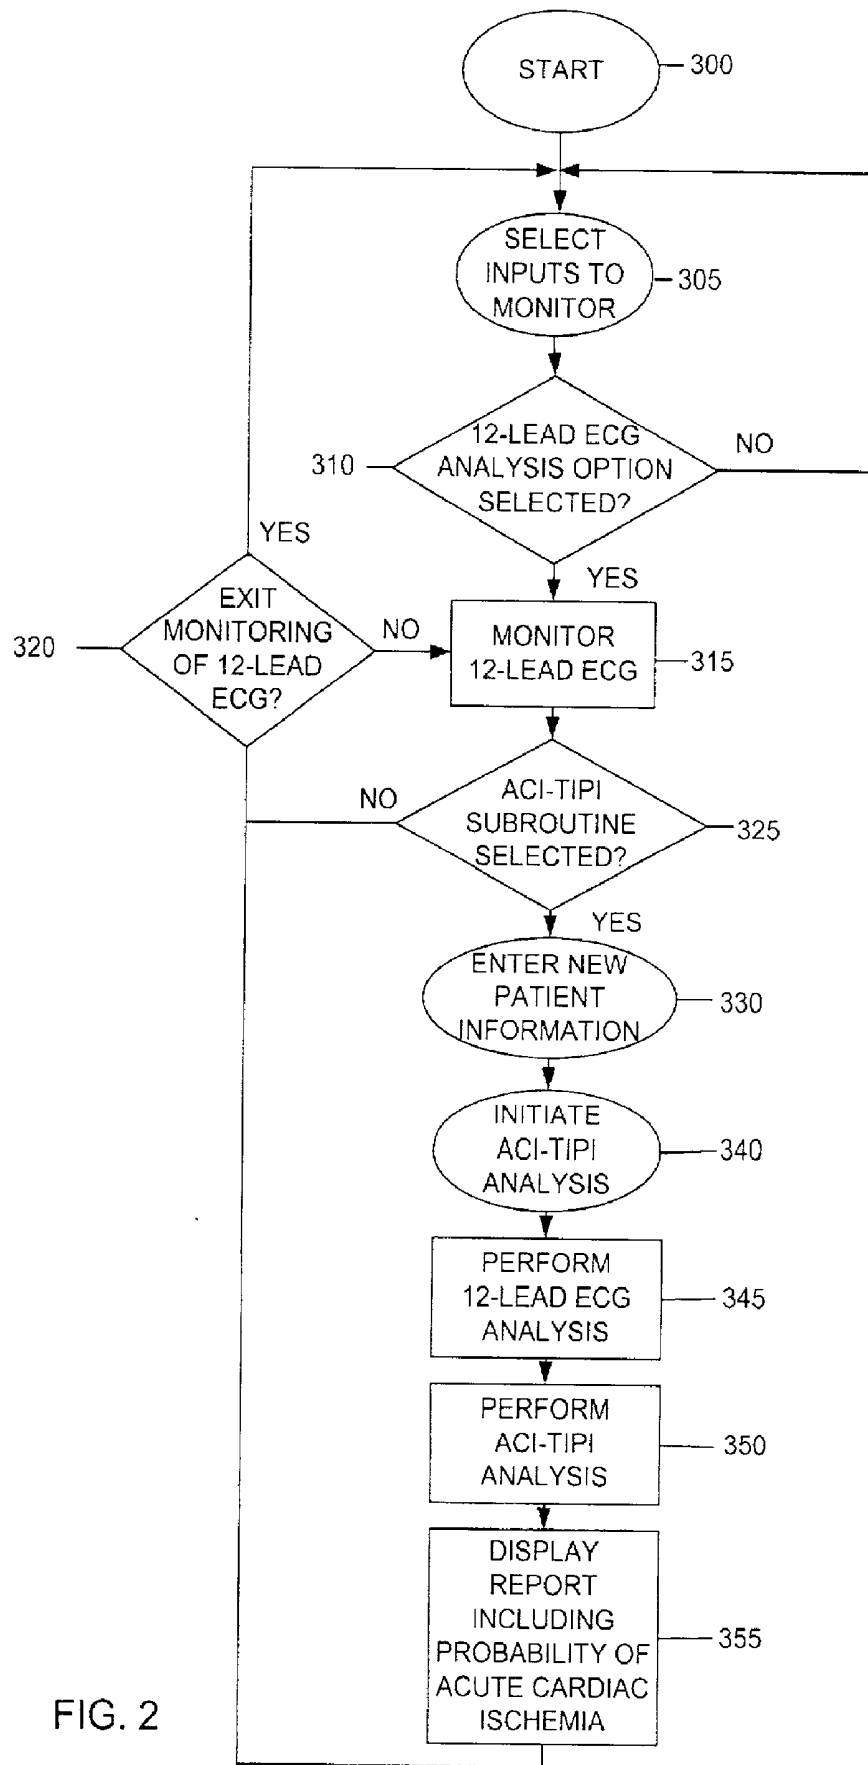 START
300
SELECT
INPUTS TO
MONITOR
305
12-LEAD ECG
ANALYSIS OPTION
SELECTED?
310
NO
YES
YES
EXIT
MONITORING
OF 12-LEAD
ECG?
320
NO
MONITOR
12-LEAD ECG
315
ACI-TIPI
SUBROUTINE
SELECTED?
325
NO
YES
ENTER NEW
PATIENT
INFORMATION
330
INITIATE
ACI-TIPI
ANALYSIS
340
PERFORM
12-LEAD ECG
ANALYSIS
345
PERFORM
ACI-TIPI
ANALYSIS
350
DISPLAY
REPORT
INCLUDING
PROBABILITY OF
ACUTE CARDIAC
ISCHEMIA
355
FIG. 2